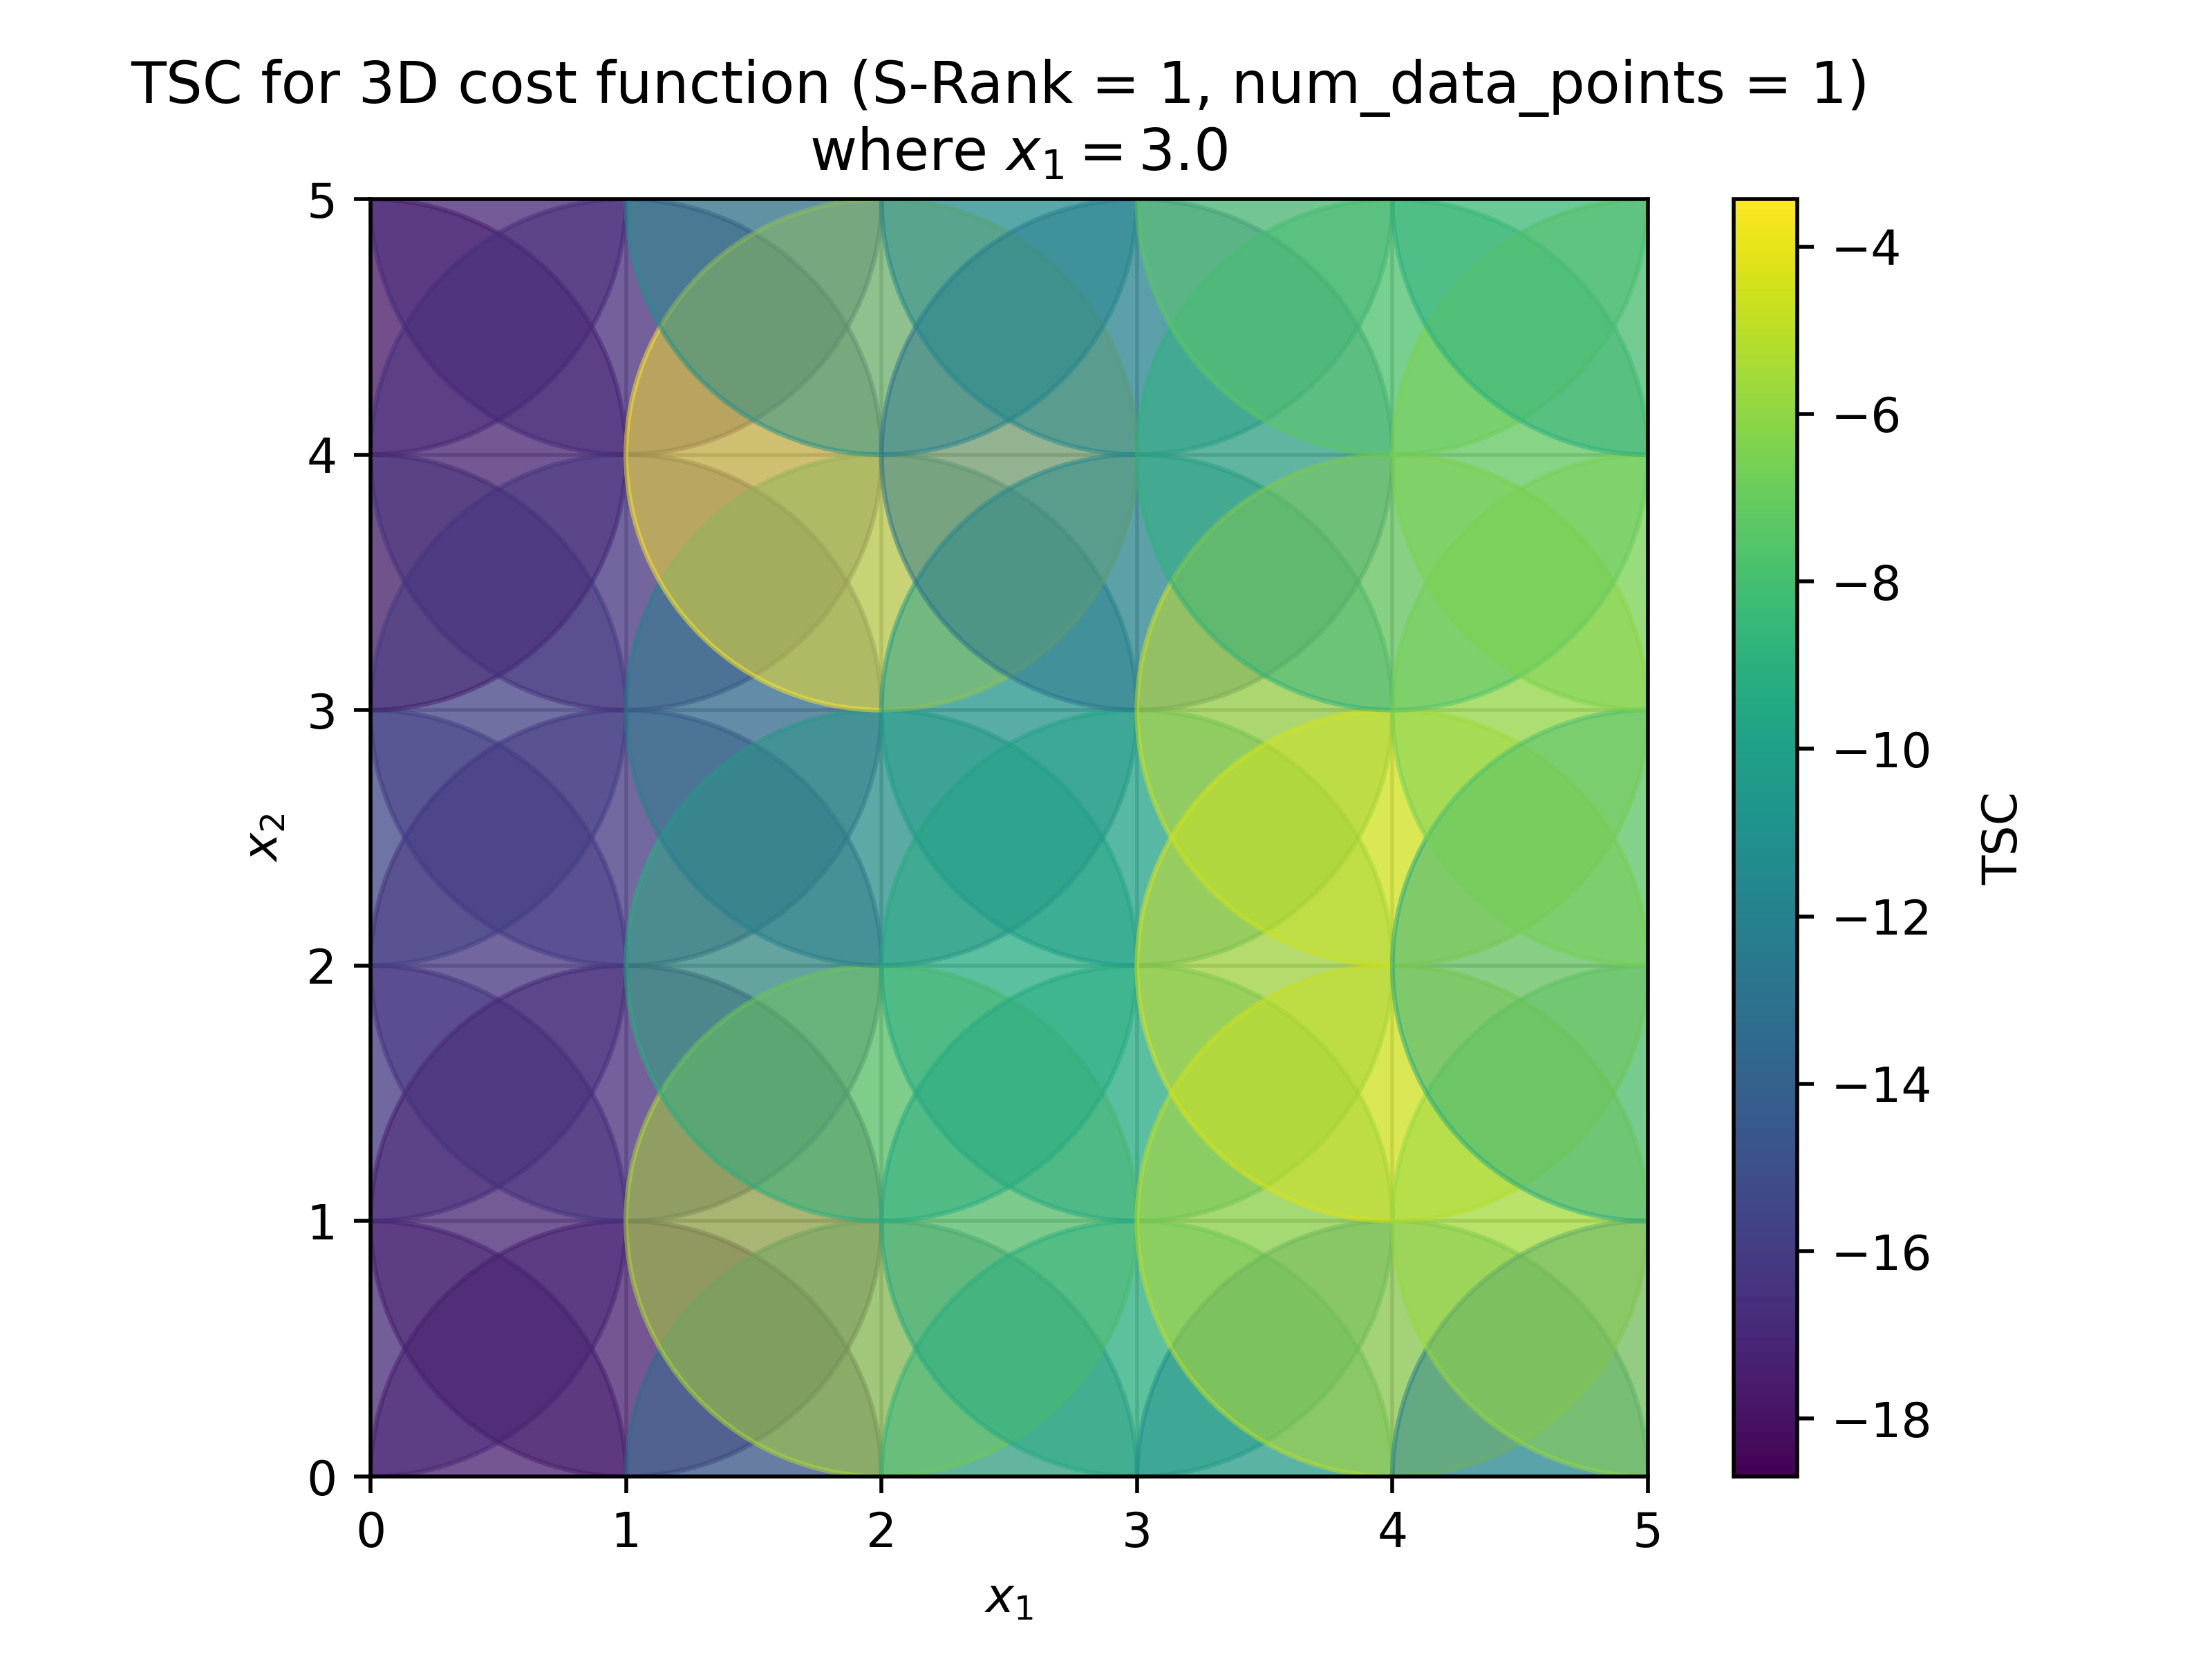 TSC for 3D cost function (S-Rank = 1, num_data_points = 1)
where x₁ = 3.0
5
4
3
2
1
0
x₂
0 1 2 3 4 5
x₁
−4
−6
−8
−10
−12
−14
−16
−18
TSC